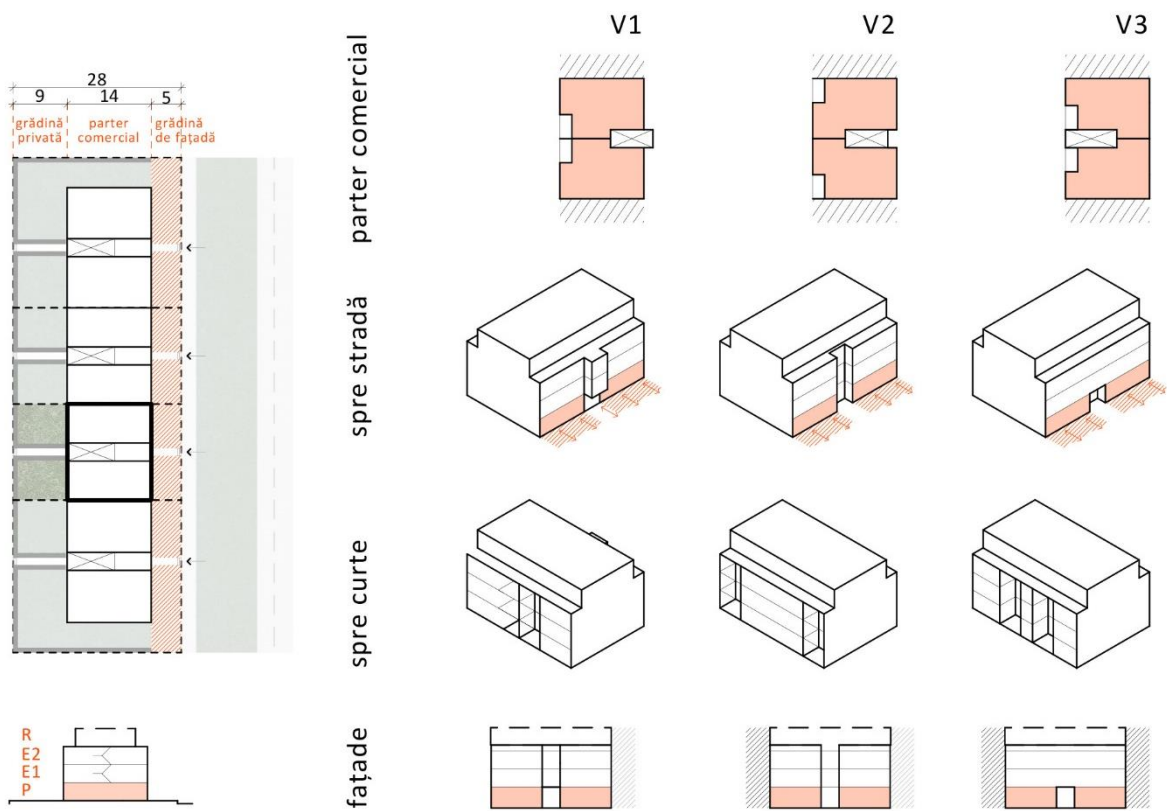 28
9 14 5
grădină parter grădină
privată comercial de fațadă
R
E2
E1
P
V1 V2 V3
parter comercial
spre stradă
spre curte
fațade